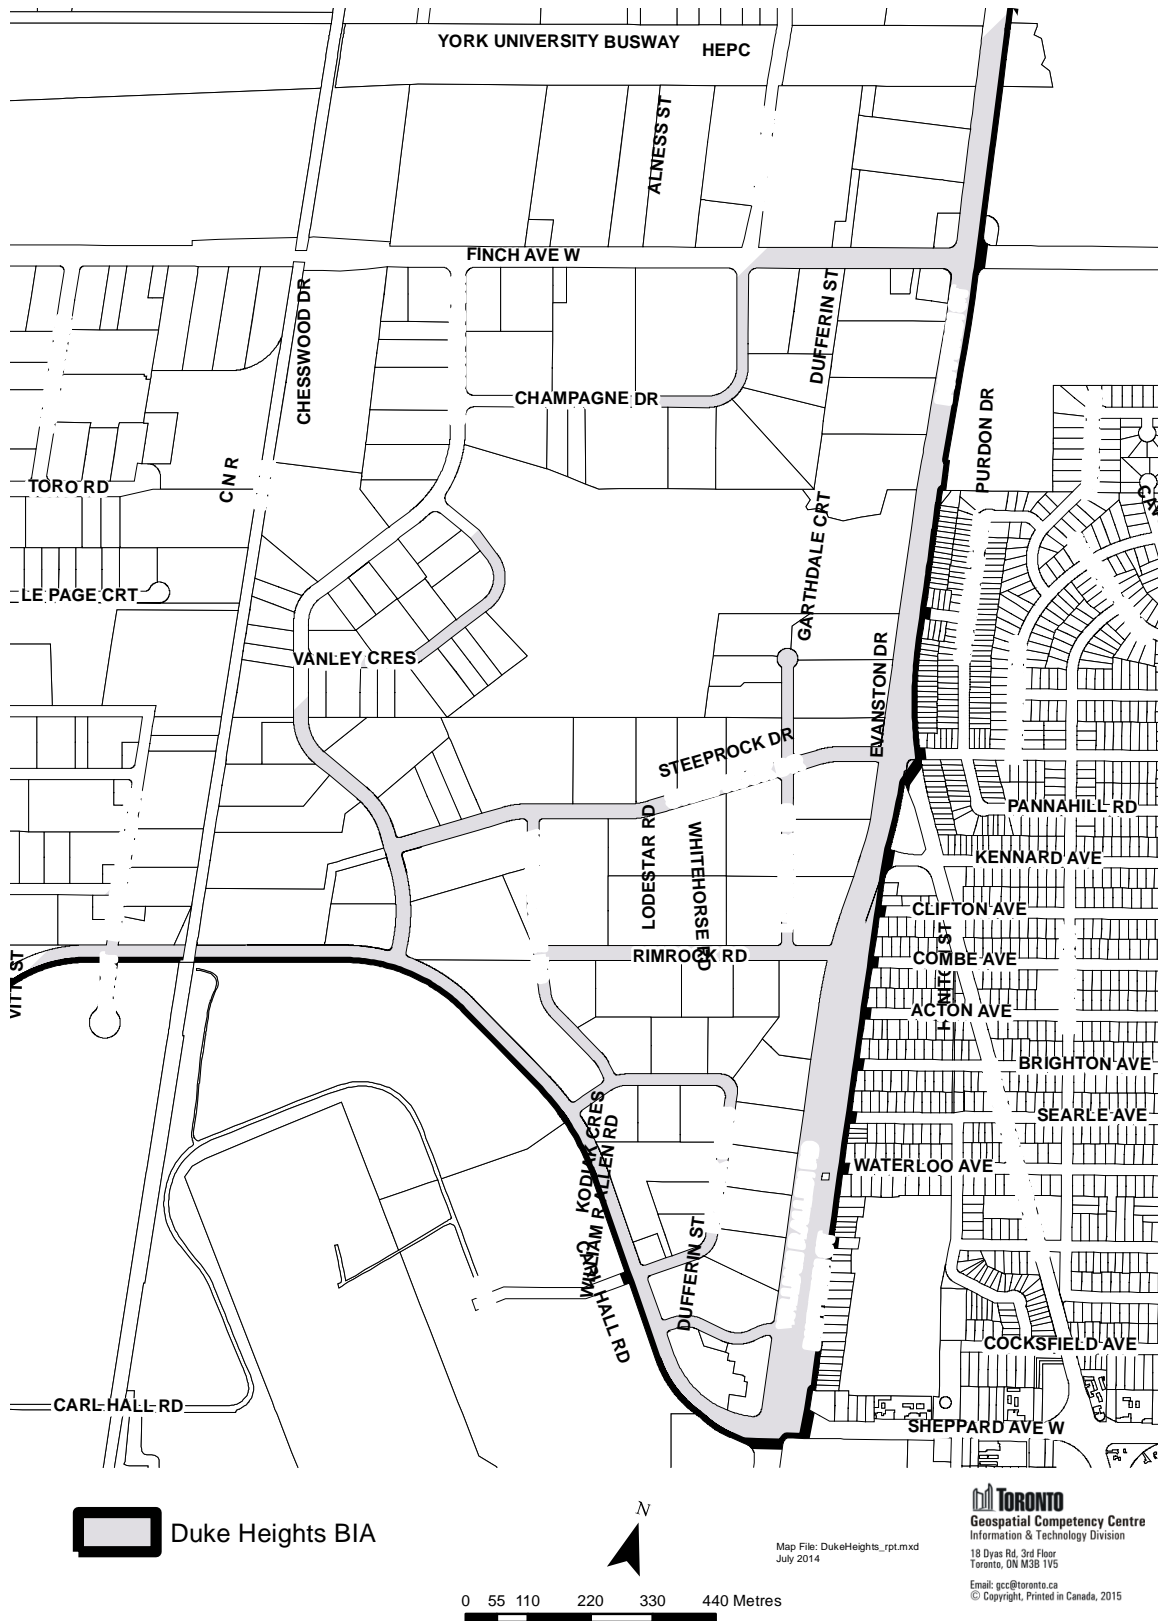 YORK UNIVERSITY BUSWAY
HEPC
ALNESS ST
FINCH AVE W
CHESSWOOD DR
DUFFERIN ST
CHAMPAGNE DR
PURDON DR
C N R
TORO RD
GARTHDALE CRT
LE PAGE CRT
VANLEY CRES
EVANSTON DR
STEEPROCK DR
PANNAHILL RD
LODESTAR RD
WHITEHORSE RD
KENNARD AVE
CLIFTON AVE
RIMROCK RD
COMBE AVE
ACTON AVE
BRIGHTON AVE
SEARLE AVE
KODIAK CRES
WILLIAM R ALLEN RD
WATERLOO AVE
DUFFERIN ST
CARL HALL RD
COCKSFIELD AVE
CARL HALL RD
SHEPPARD AVE W
Duke Heights BIA
N
Map File: DukeHeights_rpt.mxd
July 2014
0 55 110 220 330 440 Metres
TORONTO
Geospatial Competency Centre
Information & Technology Division
18 Dyas Rd, 3rd Floor
Toronto, ON M3B 1V5
Email: gcc@toronto.ca
© Copyright, Printed in Canada, 2015